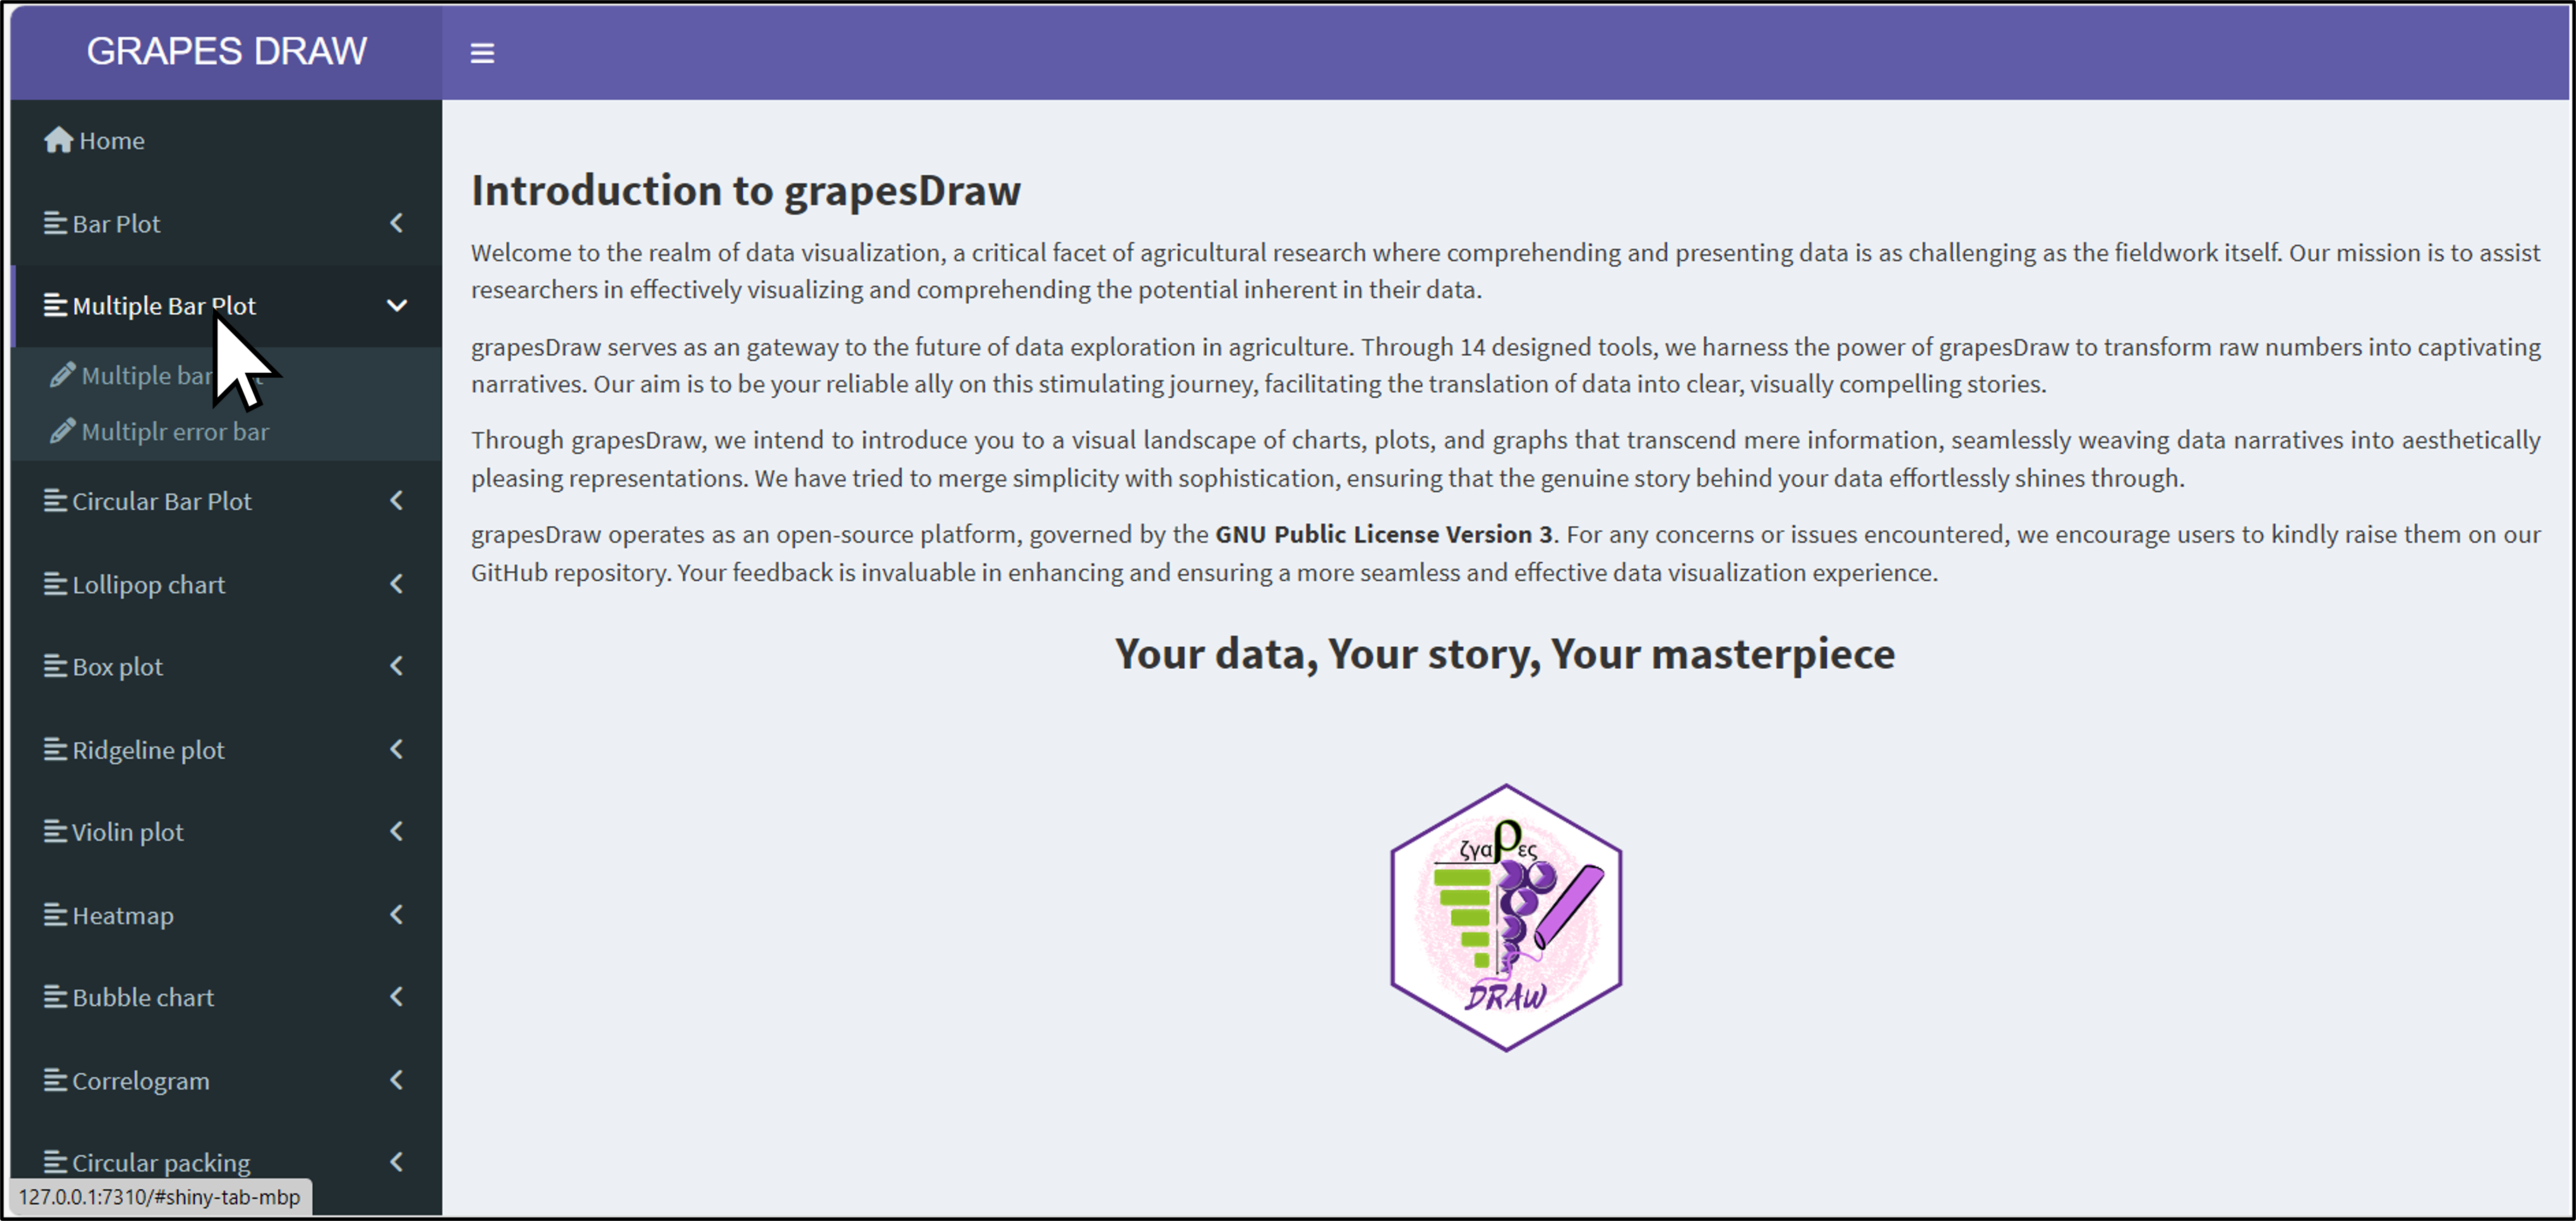 GRAPES DRAW
Home
Bar Plot
Multiple Bar Plot
Multiple bar
Multiplr error bar
Circular Bar Plot
Lollipop chart
Box plot
Ridgeline plot
Violin plot
Heatmap
Bubble chart
Correlogram
Circular packing
127.0.0.1:7310/#shiny-tab-mbp
Introduction to grapesDraw
Welcome to the realm of data visualization, a critical facet of agricultural research where comprehending and presenting data is as challenging as the fieldwork itself. Our mission is to assist
researchers in effectively visualizing and comprehending the potential inherent in their data.
grapesDraw serves as an gateway to the future of data exploration in agriculture. Through 14 designed tools, we harness the power of grapesDraw to transform raw numbers into captivating
narratives. Our aim is to be your reliable ally on this stimulating journey, facilitating the translation of data into clear, visually compelling stories.
Through grapesDraw, we intend to introduce you to a visual landscape of charts, plots, and graphs that transcend mere information, seamlessly weaving data narratives into aesthetically
pleasing representations. We have tried to merge simplicity with sophistication, ensuring that the genuine story behind your data effortlessly shines through.
grapesDraw operates as an open-source platform, governed by the GNU Public License Version 3. For any concerns or issues encountered, we encourage users to kindly raise them on our
GitHub repository. Your feedback is invaluable in enhancing and ensuring a more seamless and effective data visualization experience.
Your data, Your story, Your masterpiece
ζγαρες
DRAW